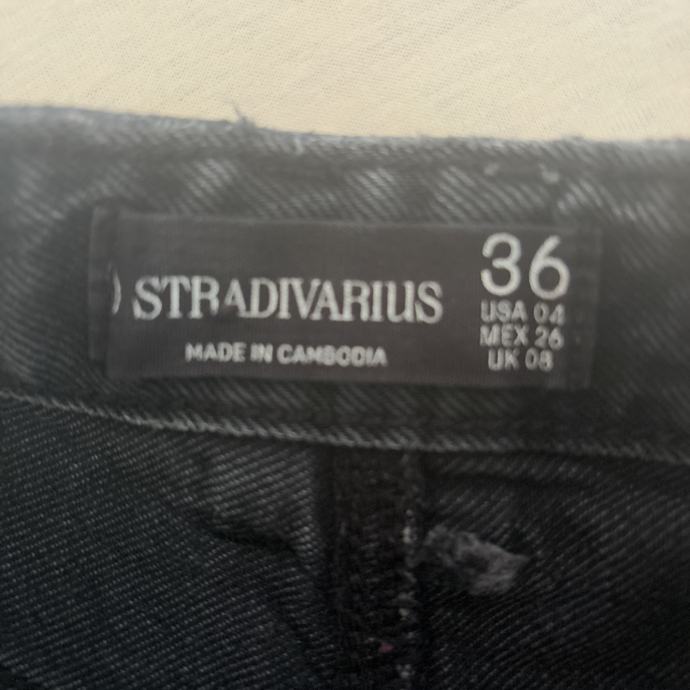 STRADIVARIUS
MADE IN CAMBODIA
36
USA 04
MEX 26
UK 08